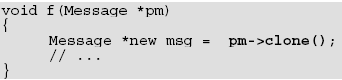 void f(Message *pm)
{
Message *new msg = pm->clone();
// ...
}